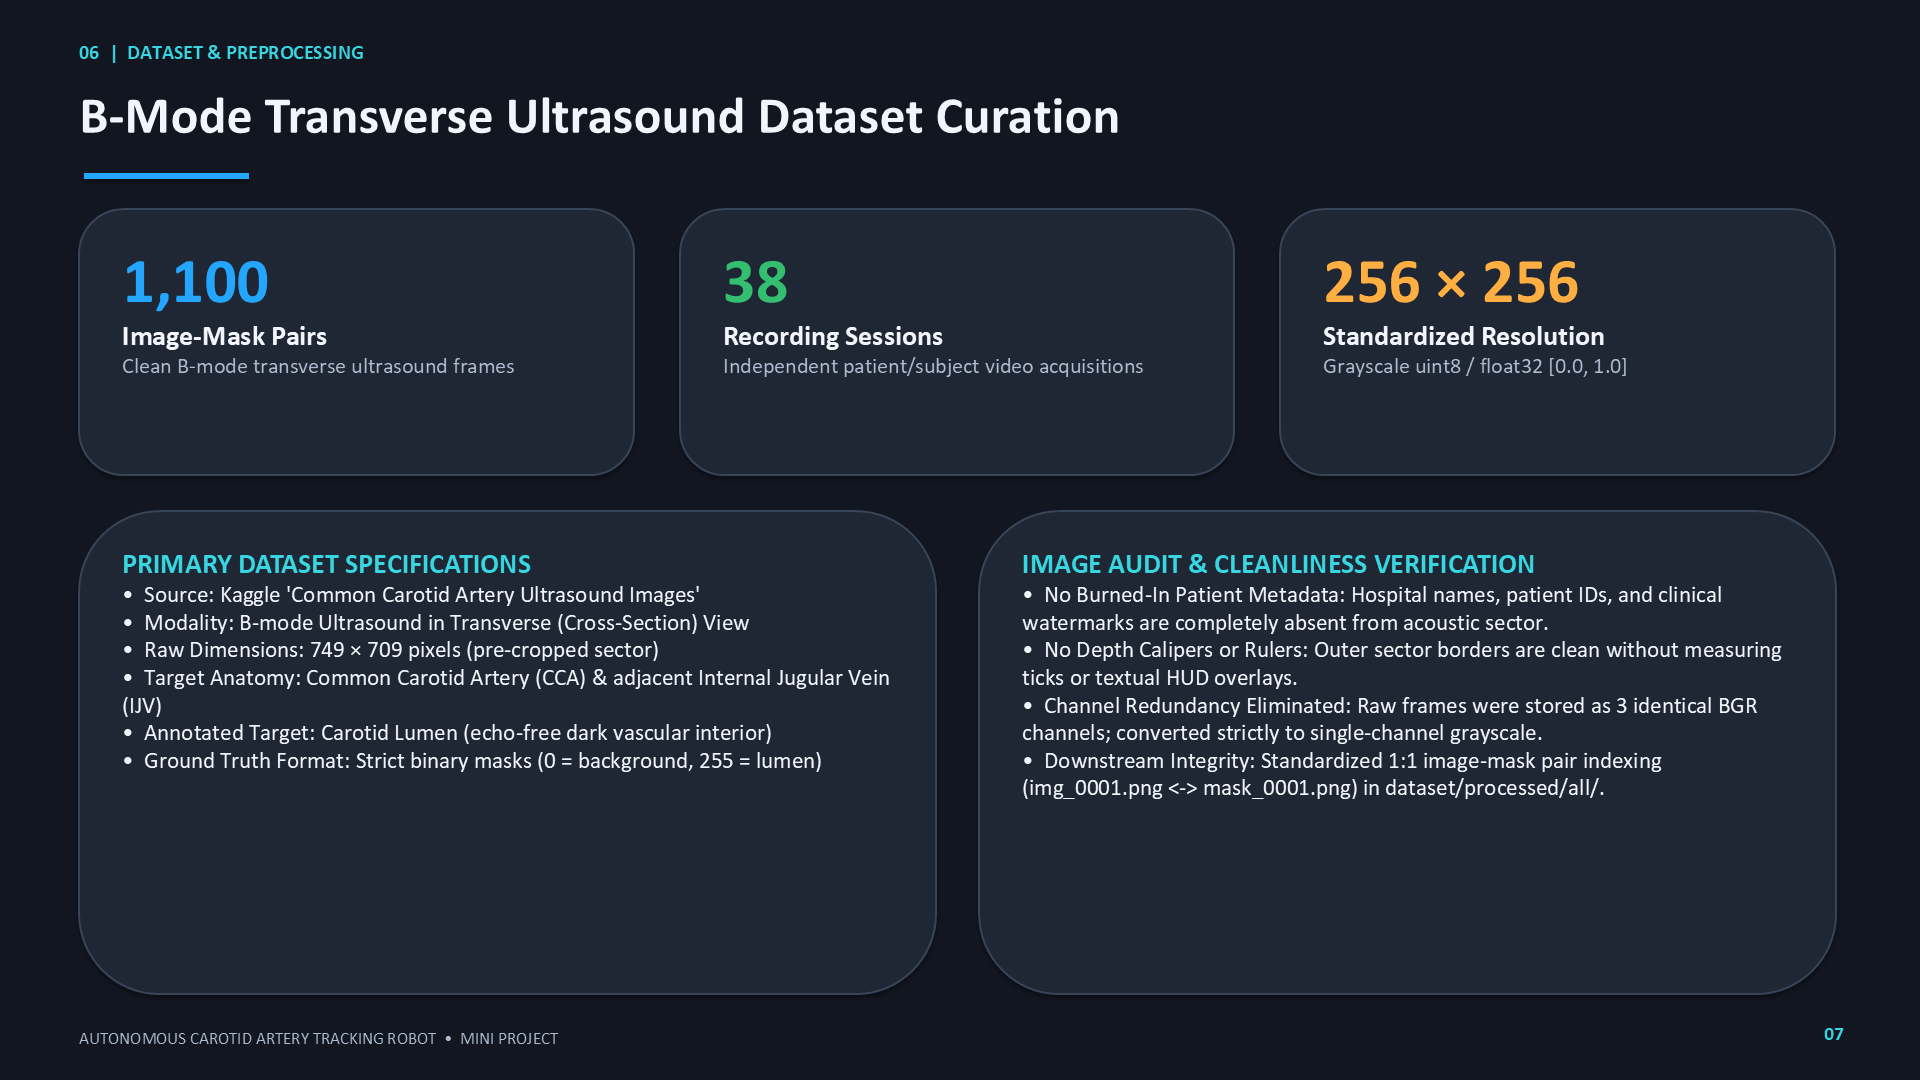 06 | DATASET & PREPROCESSING
B-Mode Transverse Ultrasound Dataset Curation
1,100
Image-Mask Pairs
Clean B-mode transverse ultrasound frames
38
Recording Sessions
Independent patient/subject video acquisitions
256 × 256
Standardized Resolution
Grayscale uint8 / float32 [0.0, 1.0]
PRIMARY DATASET SPECIFICATIONS
• Source: Kaggle 'Common Carotid Artery Ultrasound Images'
• Modality: B-mode Ultrasound in Transverse (Cross-Section) View
• Raw Dimensions: 749 × 709 pixels (pre-cropped sector)
• Target Anatomy: Common Carotid Artery (CCA) & adjacent Internal Jugular Vein
(IJV)
• Annotated Target: Carotid Lumen (echo-free dark vascular interior)
• Ground Truth Format: Strict binary masks (0 = background, 255 = lumen)
IMAGE AUDIT & CLEANLINESS VERIFICATION
• No Burned-In Patient Metadata: Hospital names, patient IDs, and clinical
watermarks are completely absent from acoustic sector.
• No Depth Calipers or Rulers: Outer sector borders are clean without measuring
ticks or textual HUD overlays.
• Channel Redundancy Eliminated: Raw frames were stored as 3 identical BGR
channels; converted strictly to single-channel grayscale.
• Downstream Integrity: Standardized 1:1 image-mask pair indexing
(img_0001.png <-> mask_0001.png) in dataset/processed/all/.
AUTONOMOUS CAROTID ARTERY TRACKING ROBOT • MINI PROJECT
07